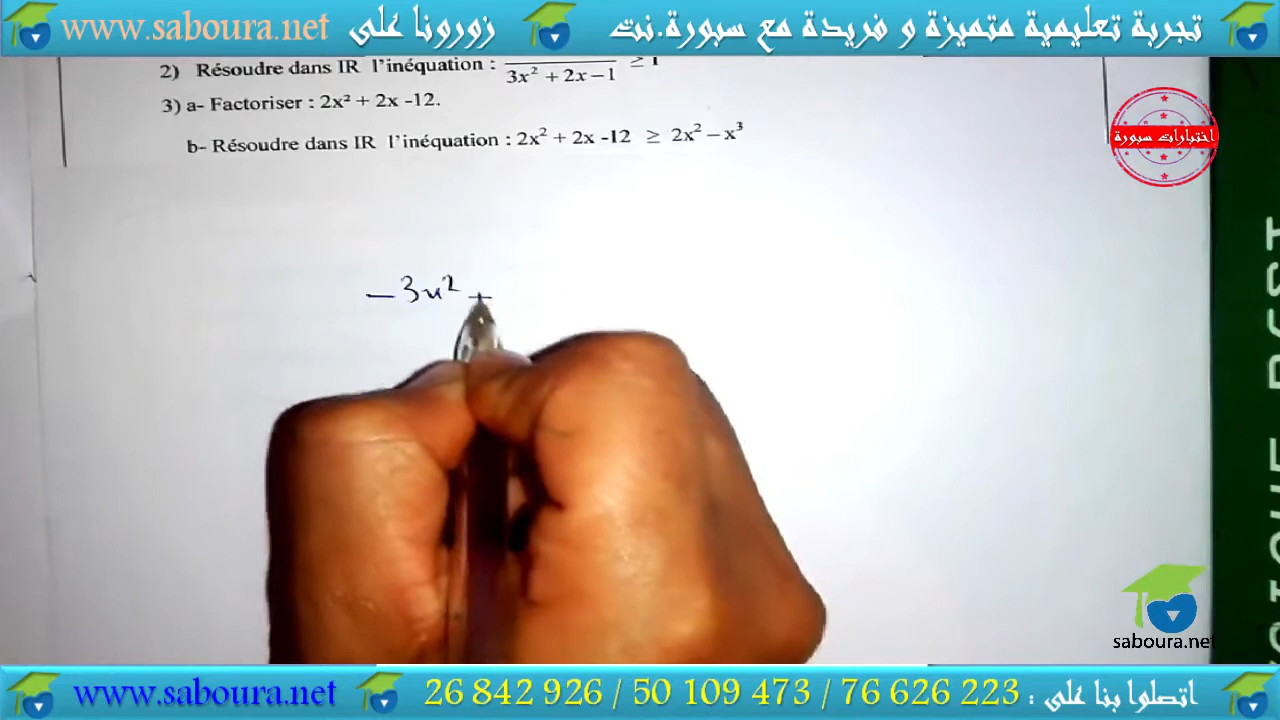 www.saboura.net زورونا على تجربة تعليمية متميزة و فريدة مع سبورة.نت
2) Résoudre dans IR l'inéquation : 3x² + 2x – 1 ≥ 1
3) a- Factoriser : 2x² + 2x -12.
b- Résoudre dans IR l'inéquation : 2x² + 2x -12 ≥ 2x² – x³
اختبارات سبورة
– 3x² +
saboura.net
www.saboura.net 26 842 926 / 50 109 473 / 76 626 223 : اتصلوا بنا على